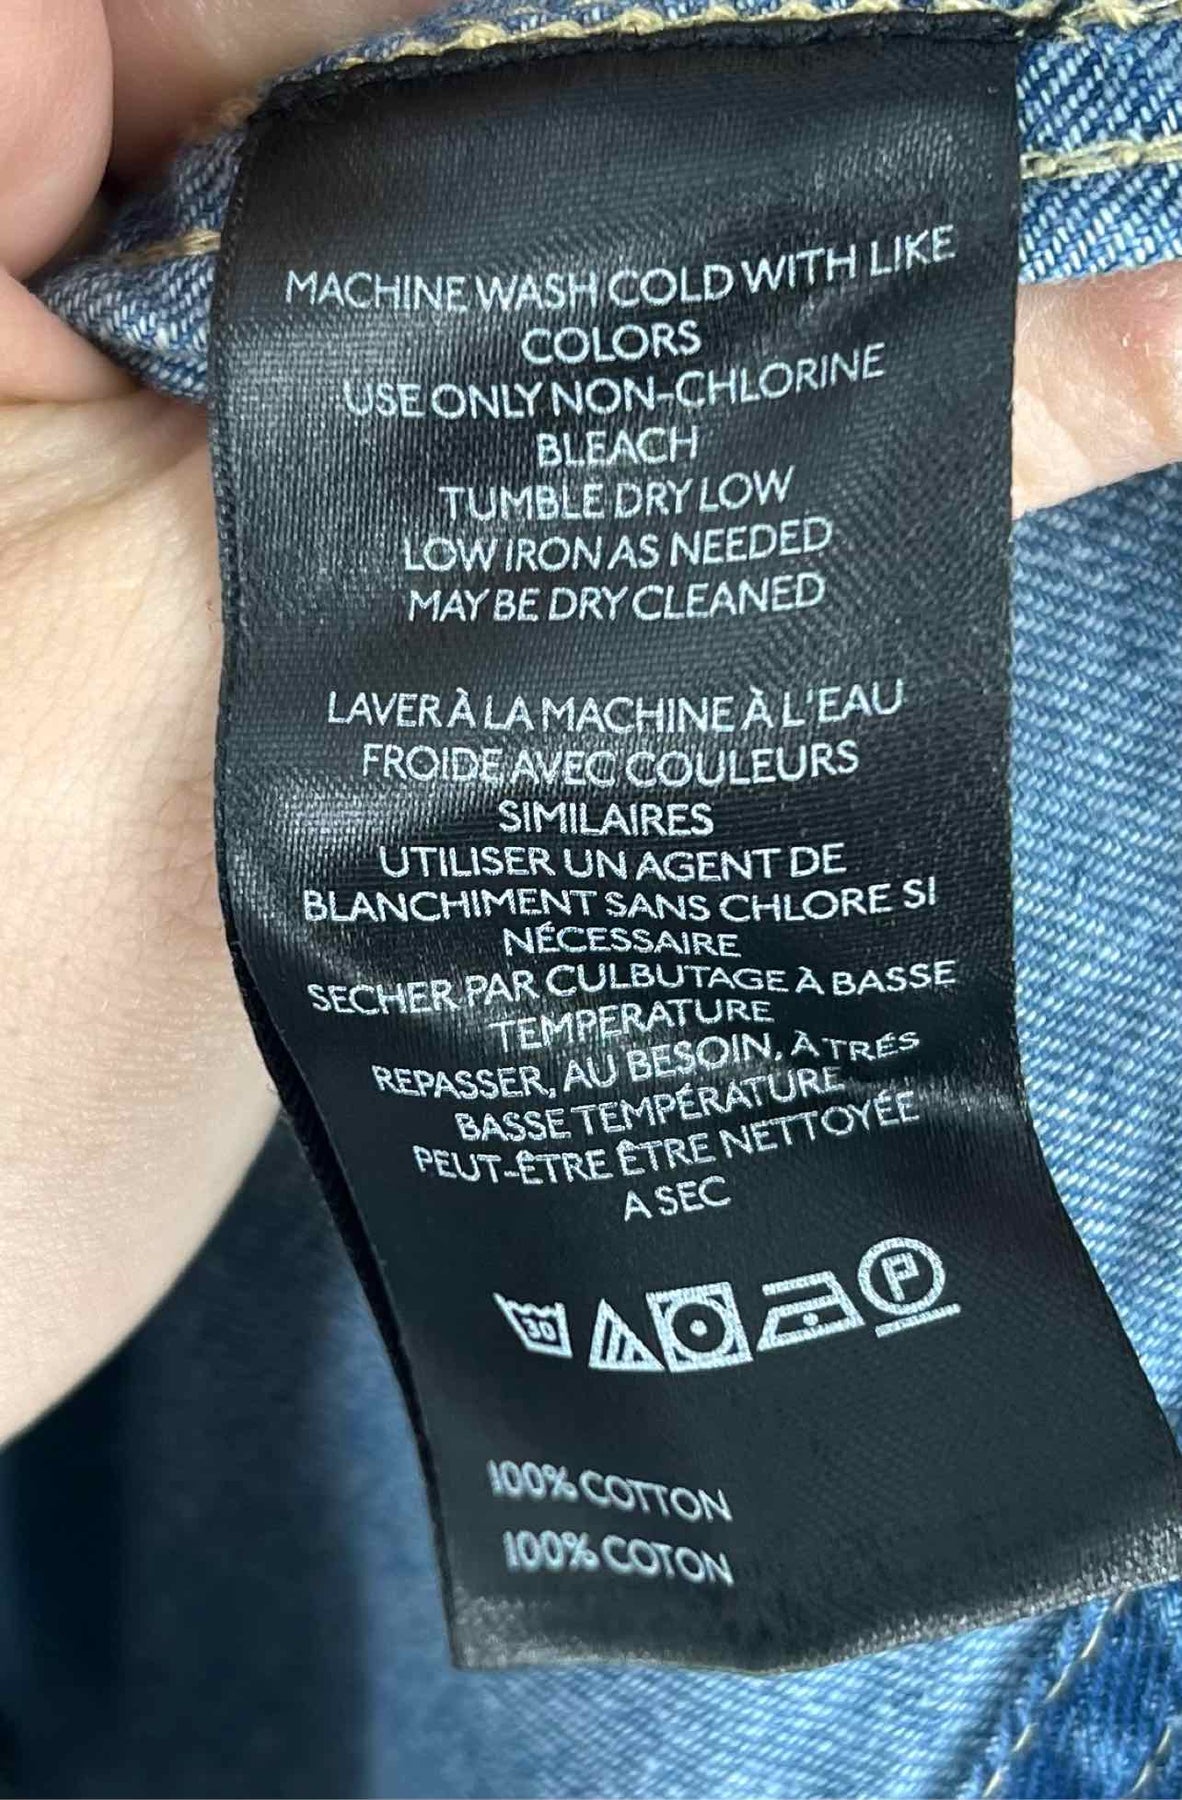 MACHINE WASH COLD WITH LIKE
COLORS
USE ONLY NON-CHLORINE
BLEACH
TUMBLE DRY LOW
LOW IRON AS NEEDED
MAY BE DRY CLEANED
LAVER À LA MACHINE À L'EAU
FROIDE AVEC COULEURS
SIMILAIRES
UTILISER UN AGENT DE
BLANCHIMENT SANS CHLORE SI
NÉCESSAIRE
SECHER PAR CULBUTAGE À BASSE
TEMPERATURE
REPASSER, AU BESOIN, À TRÉS
BASSE TEMPÉRATURE
PEUT-ÊTRE ÊTRE NETTOYÉE
A SEC
30 P
100% COTTON
100% COTON